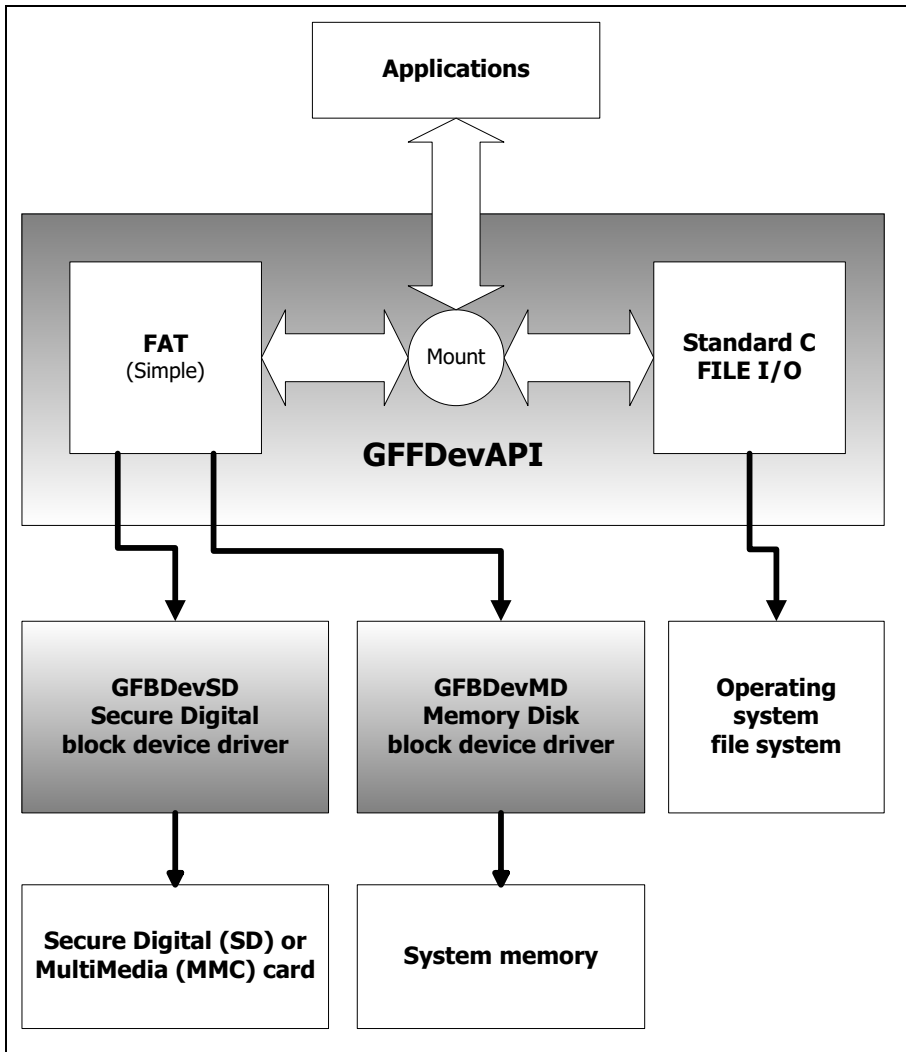 Applications
FAT
(Simple)
Mount
Standard C
FILE I/O
GFFDevAPI
GFBDevSD
Secure Digital
block device driver
GFBDevMD
Memory Disk
block device driver
Operating
system
file system
Secure Digital (SD) or
MultiMedia (MMC) card
System memory